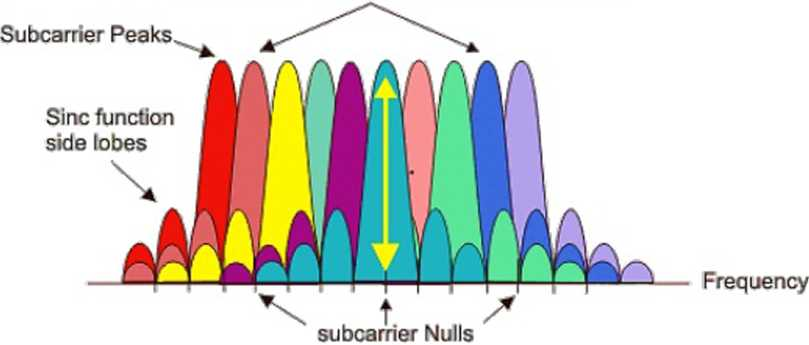 Subcarrier Peaks
Sinc function
side lobes
Frequency
subcarrier Nulls